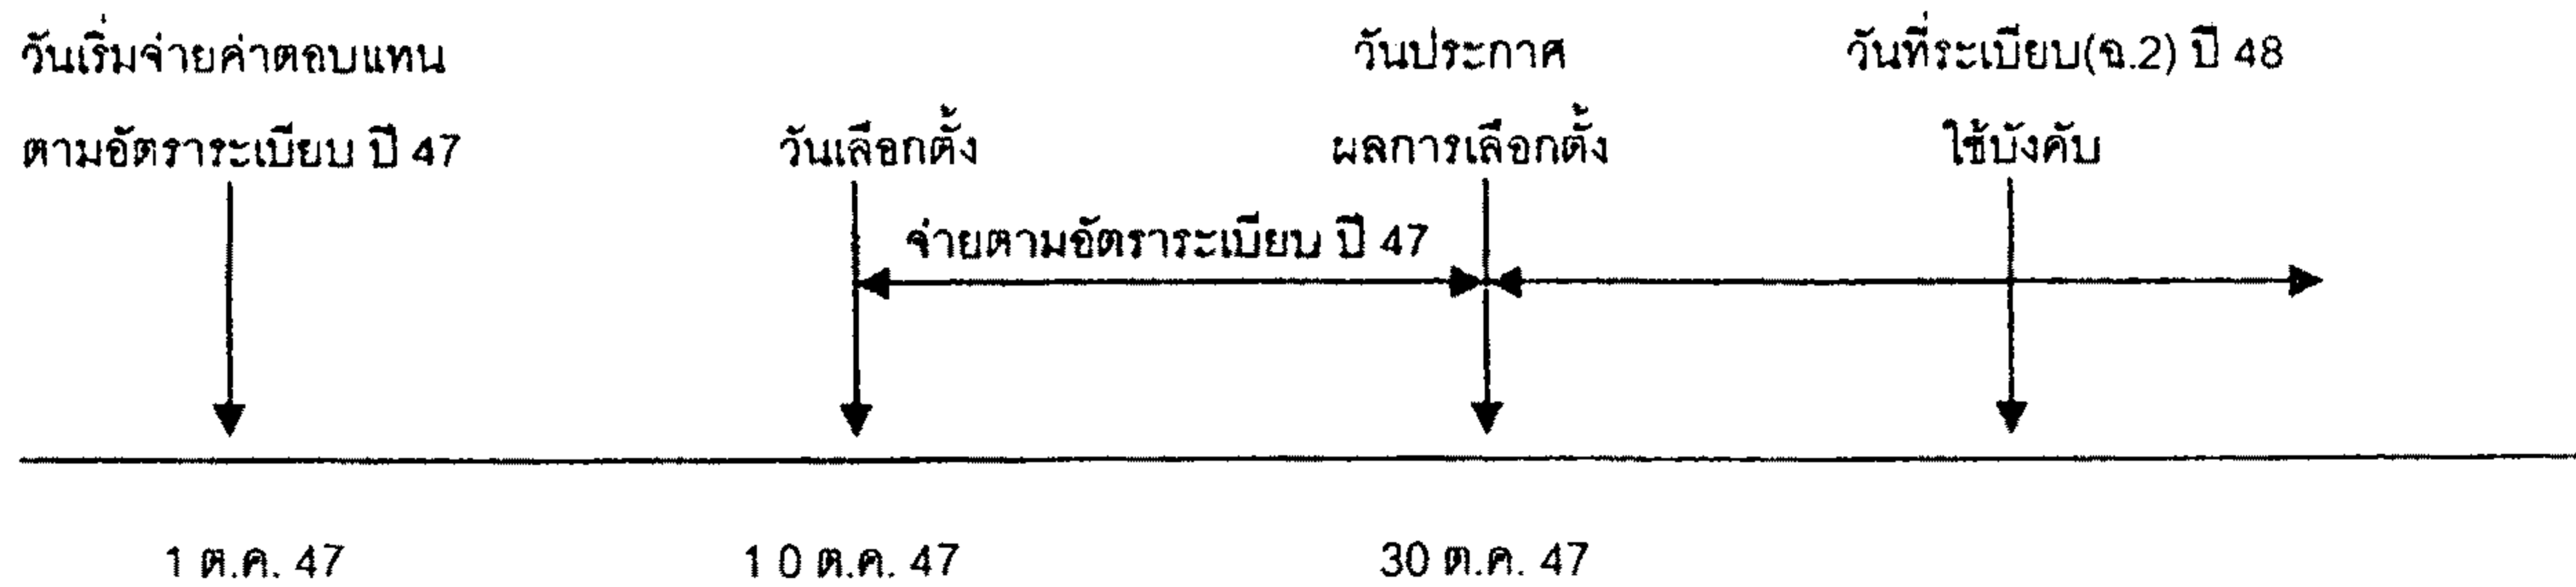 วันเริ่มจ่ายค่าตอบแทน
ตามอัตราระเบียบ ปี 47
วันเลือกตั้ง
วันประกาศ
ผลการเลือกตั้ง
วันที่ระเบียบ(ฉ.2) ปี 48
ใช้บังคับ
จ่ายตามอัตราระเบียบ ปี 47
1 ต.ค. 47
1 0 ต.ค. 47
30 ต.ค. 47